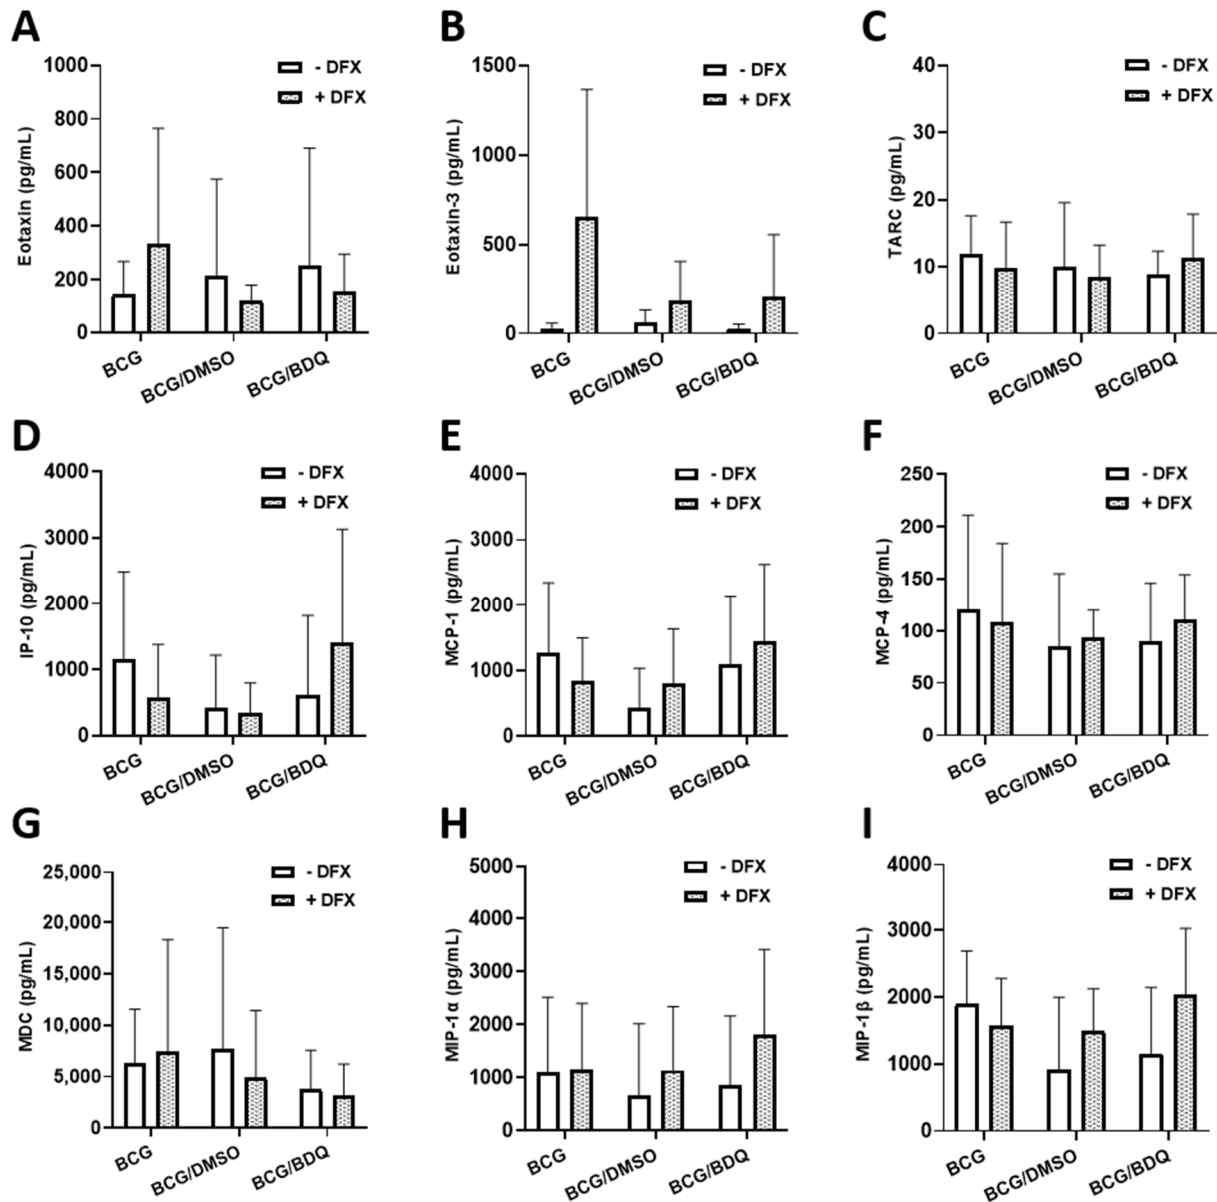 A
Eotaxin (pg/mL)
1000
800
600
400
200
0
- DFX
+ DFX
BCG
BCG/DMSO
BCG/BDQ
B
Eotaxin-3 (pg/mL)
1500
1000
500
0
- DFX
+ DFX
BCG
BCG/DMSO
BCG/BDQ
C
TARC (pg/mL)
40
30
20
10
0
- DFX
+ DFX
BCG
BCG/DMSO
BCG/BDQ
D
IP-10 (pg/mL)
4000
3000
2000
1000
0
- DFX
+ DFX
BCG
BCG/DMSO
BCG/BDQ
E
MCP-1 (pg/mL)
4000
3000
2000
1000
0
- DFX
+ DFX
BCG
BCG/DMSO
BCG/BDQ
F
MCP-4 (pg/mL)
250
200
150
100
50
0
- DFX
+ DFX
BCG
BCG/DMSO
BCG/BDQ
G
MDC (pg/mL)
25,000
20,000
15,000
10,000
5,000
0
- DFX
+ DFX
BCG
BCG/DMSO
BCG/BDQ
H
MIP-1α (pg/mL)
5000
4000
3000
2000
1000
0
- DFX
+ DFX
BCG
BCG/DMSO
BCG/BDQ
I
MIP-1β (pg/mL)
4000
3000
2000
1000
0
- DFX
+ DFX
BCG
BCG/DMSO
BCG/BDQ